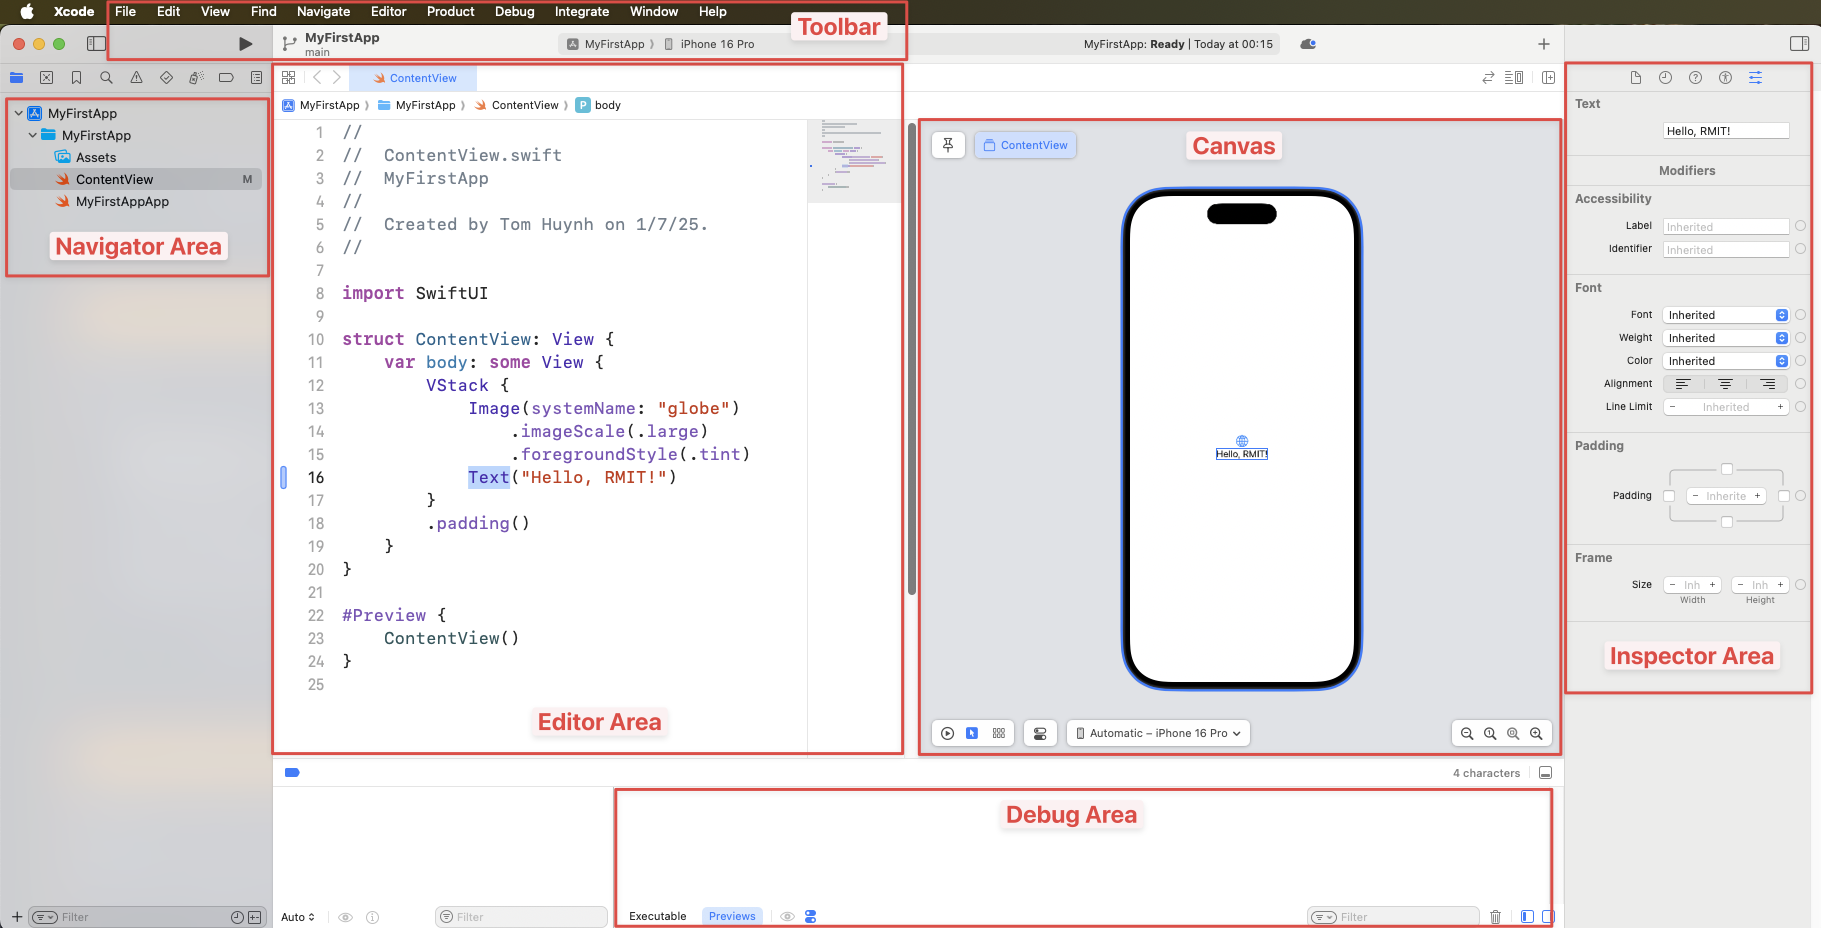 Xcode File Edit View Find Navigate Editor Product Debug Integrate Window Help
Toolbar
MyFirstApp
main
MyFirstApp iPhone 16 Pro
MyFirstApp: Ready | Today at 00:15
ContentView
MyFirstApp MyFirstApp ContentView P body
MyFirstApp
MyFirstApp
Assets
ContentView M
MyFirstAppApp
Navigator Area
1 //
2 //  ContentView.swift
3 //  MyFirstApp
4 //
5 //  Created by Tom Huynh on 1/7/25.
6 //
7
8 import SwiftUI
9
10 struct ContentView: View {
11     var body: some View {
12         VStack {
13             Image(systemName: "globe")
14                 .imageScale(.large)
15                 .foregroundStyle(.tint)
16             Text("Hello, RMIT!")
17         }
18         .padding()
19     }
20 }
21
22 #Preview {
23     ContentView()
24 }
25
Editor Area
ContentView
Canvas
Hello, RMIT!
Automatic – iPhone 16 Pro
Text
Hello, RMIT!
Modifiers
Accessibility
Label Inherited
Identifier Inherited
Font
Font Inherited
Weight Inherited
Color Inherited
Alignment
Line Limit − Inherited +
Padding
Padding − Inherite +
Frame
Size − Inh + − Inh +
Width Height
Inspector Area
4 characters
Debug Area
Filter
Auto
Filter
Executable Previews
Filter